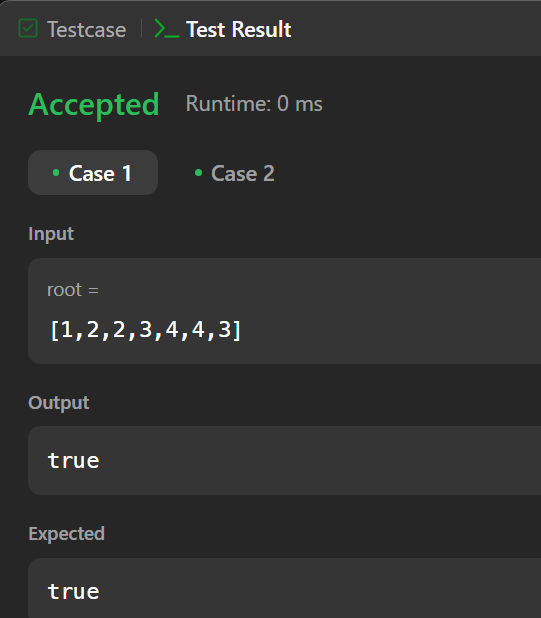 Testcase
Test Result
Accepted
Runtime: 0 ms
Case 1
Case 2
Input
root =
[1,2,2,3,4,4,3]
Output
true
Expected
true